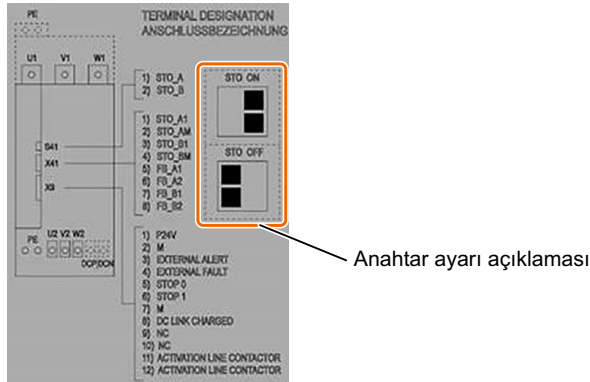 PE
TERMINAL DESIGNATION
ANSCHLUSSBEZEICHNUNG
U1 V1 W1
1) STO_A
2) STO_B
STO ON
1) STO_A1
2) STO_AM
3) STO_B1
4) STO_BM
5) FB_A1
6) FB_A2
7) FB_B1
8) FB_B2
STO OFF
S41
X41
X9
PE
U2 V2 W2
DCP/DCN
1) P24V
2) M
3) EXTERNAL ALERT
4) EXTERNAL FAULT
5) STOP 0
6) STOP 1
7) M
8) DC LINK CHARGED
9) NC
10) NC
11) ACTIVATION LINE CONTACTOR
12) ACTIVATION LINE CONTACTOR
Anahtar ayarı açıklaması